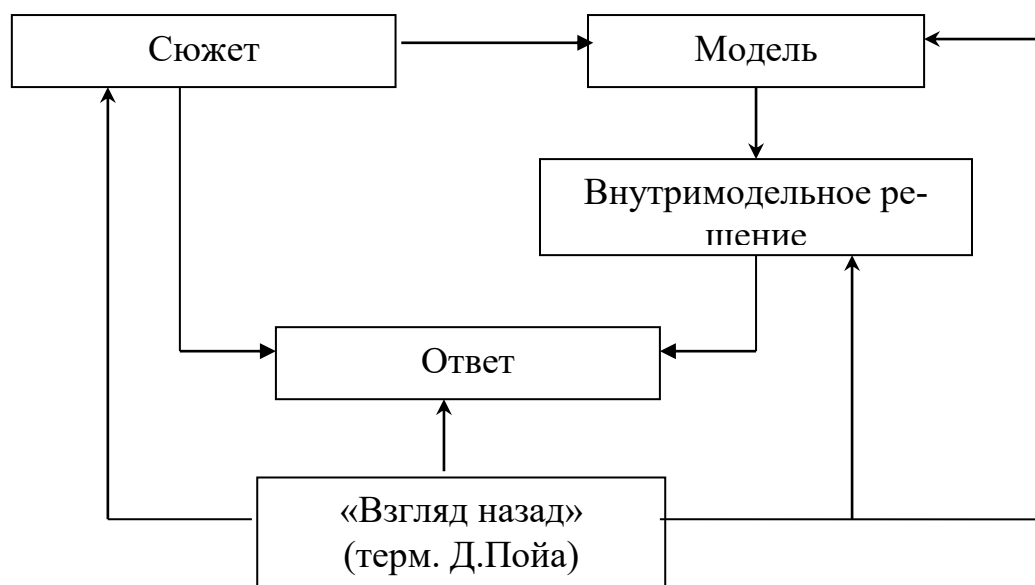 Сюжет
Модель
Внутримодельное ре-
шение
Ответ
«Взгляд назад»
(терм. Д.Пойа)